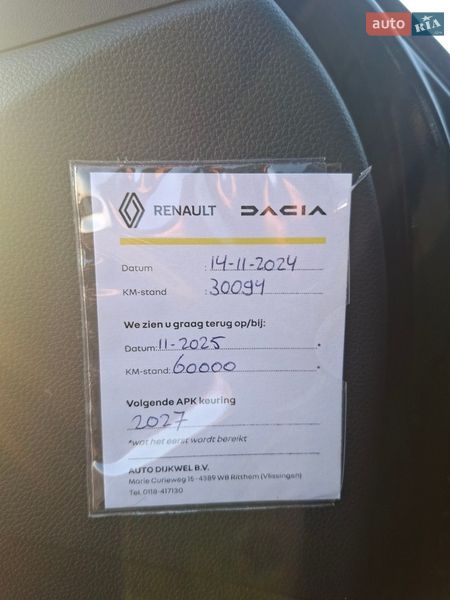 auto RIA
RENAULT DACIA
Datum : 14-11-2024
KM-stand : 30094
We zien u graag terug op/bij:
Datum: 11-2025 *
KM-stand: 60000 *
Volgende APK keuring
2027
*wat het eerst wordt bereikt
AUTO DIJKWEL B.V.
Marie Curieweg 15 - 4389 WB Ritthem (Vlissingen)
Tel. 0118-417130